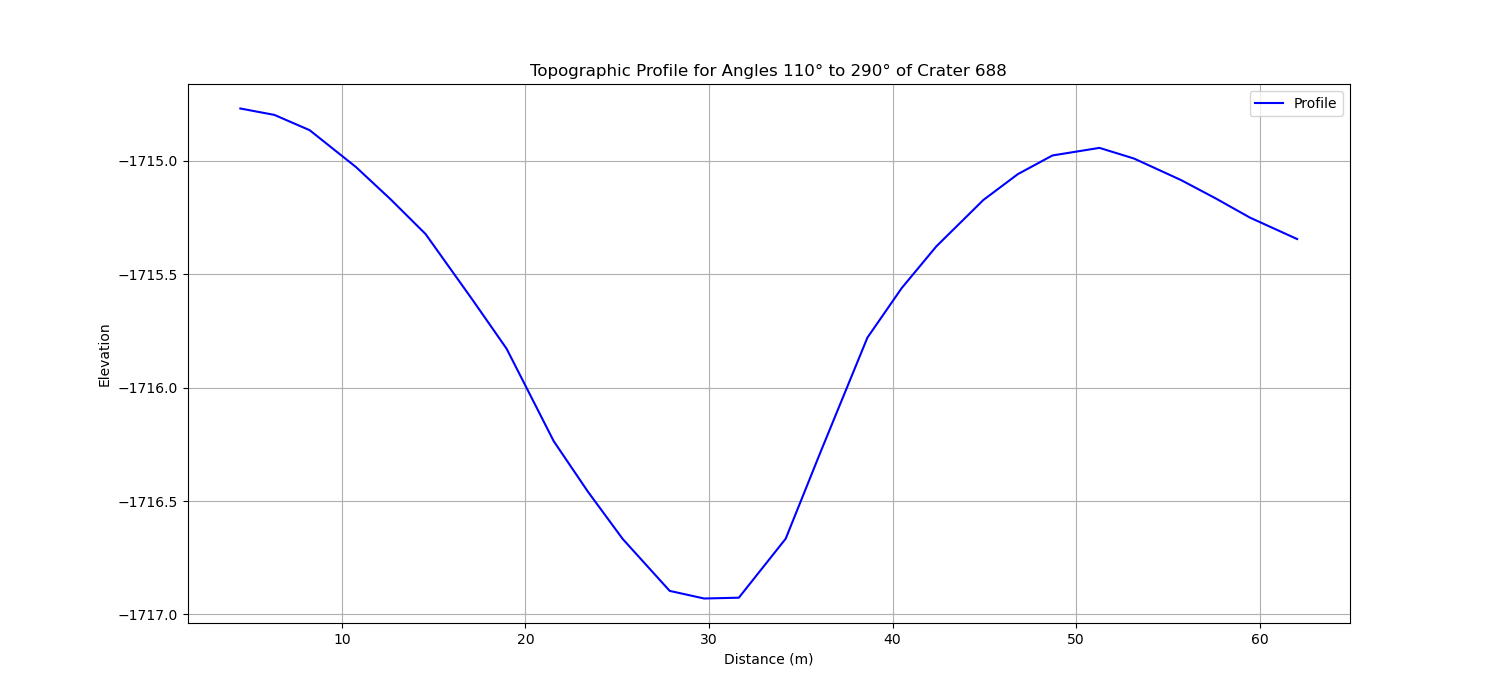 Topographic Profile for Angles 110° to 290° of Crater 688
Profile
−1715.0
−1715.5
−1716.0
−1716.5
−1717.0
Elevation
10 20 30 40 50 60
Distance (m)